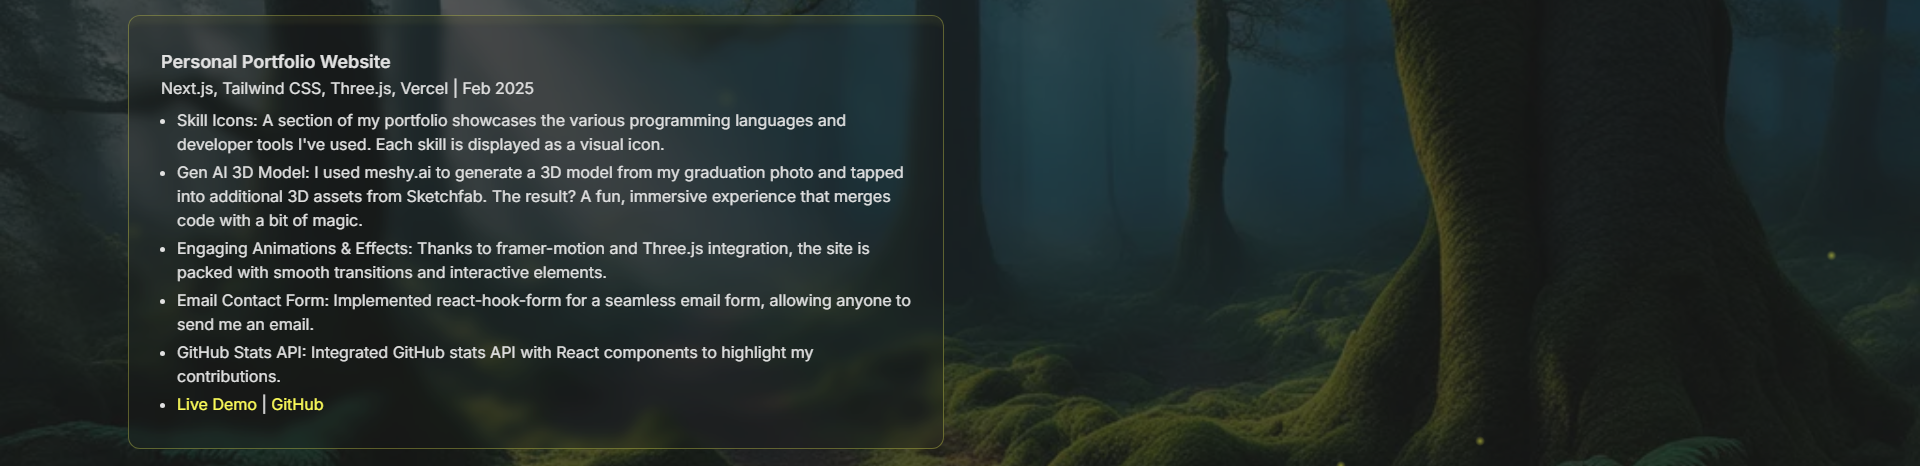 Personal Portfolio Website
Next.js, Tailwind CSS, Three.js, Vercel | Feb 2025
• Skill Icons: A section of my portfolio showcases the various programming languages and
developer tools I've used. Each skill is displayed as a visual icon.
• Gen AI 3D Model: I used meshy.ai to generate a 3D model from my graduation photo and tapped
into additional 3D assets from Sketchfab. The result? A fun, immersive experience that merges
code with a bit of magic.
• Engaging Animations & Effects: Thanks to framer-motion and Three.js integration, the site is
packed with smooth transitions and interactive elements.
• Email Contact Form: Implemented react-hook-form for a seamless email form, allowing anyone to
send me an email.
• GitHub Stats API: Integrated GitHub stats API with React components to highlight my
contributions.
• Live Demo | GitHub